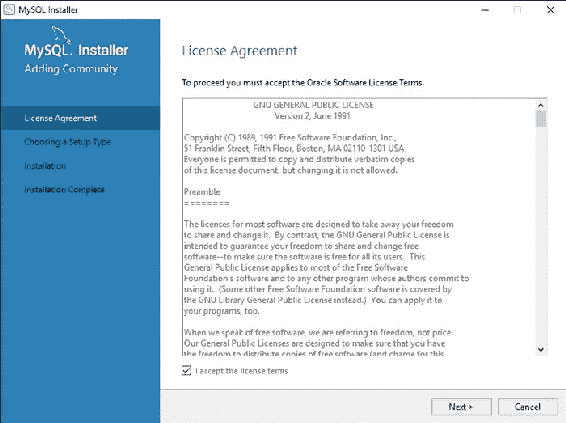 MySQL Installer
MySQL. Installer
Adding Community
License Agreement
Choosing a Setup Type
Installation
Installation Complete
License Agreement
To proceed you must accept the Oracle Software License Terms.
GNU GENERAL PUBLIC LICENSE
Version 2, June 1991
Copyright (C) 1989, 1991 Free Software Foundation, Inc.,
51 Franklin Street, Fifth Floor, Boston, MA 02110-1301 USA
Everyone is permitted to copy and distribute verbatim copies
of this license document, but changing it is not allowed.
Preamble
========
The licenses for most software are designed to take away your freedom
to share and change it. By contrast, the GNU General Public License is
intended to guarantee your freedom to share and change free
software--to make sure the software is free for all its users. This
General Public License applies to most of the Free Software
Foundation's software and to any other program whose authors commit to
using it. (Some other Free Software Foundation software is covered by
the GNU Library General Public License instead.) You can apply it to
your programs, too.
When we speak of free software, we are referring to freedom, not price.
Our General Public Licenses are designed to make sure that you have
the freedom to distribute copies of free software (and charge for this
I accept the license terms
Next >
Cancel